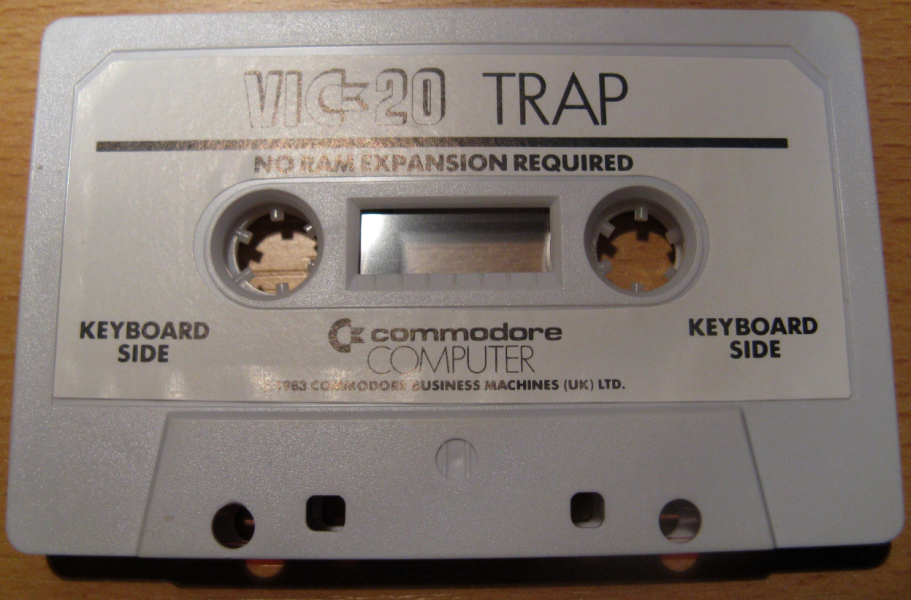 VIC-20 TRAP
NO RAM EXPANSION REQUIRED
KEYBOARD SIDE
commodore
COMPUTER
©1983 COMMODORE BUSINESS MACHINES (UK) LTD.
KEYBOARD SIDE